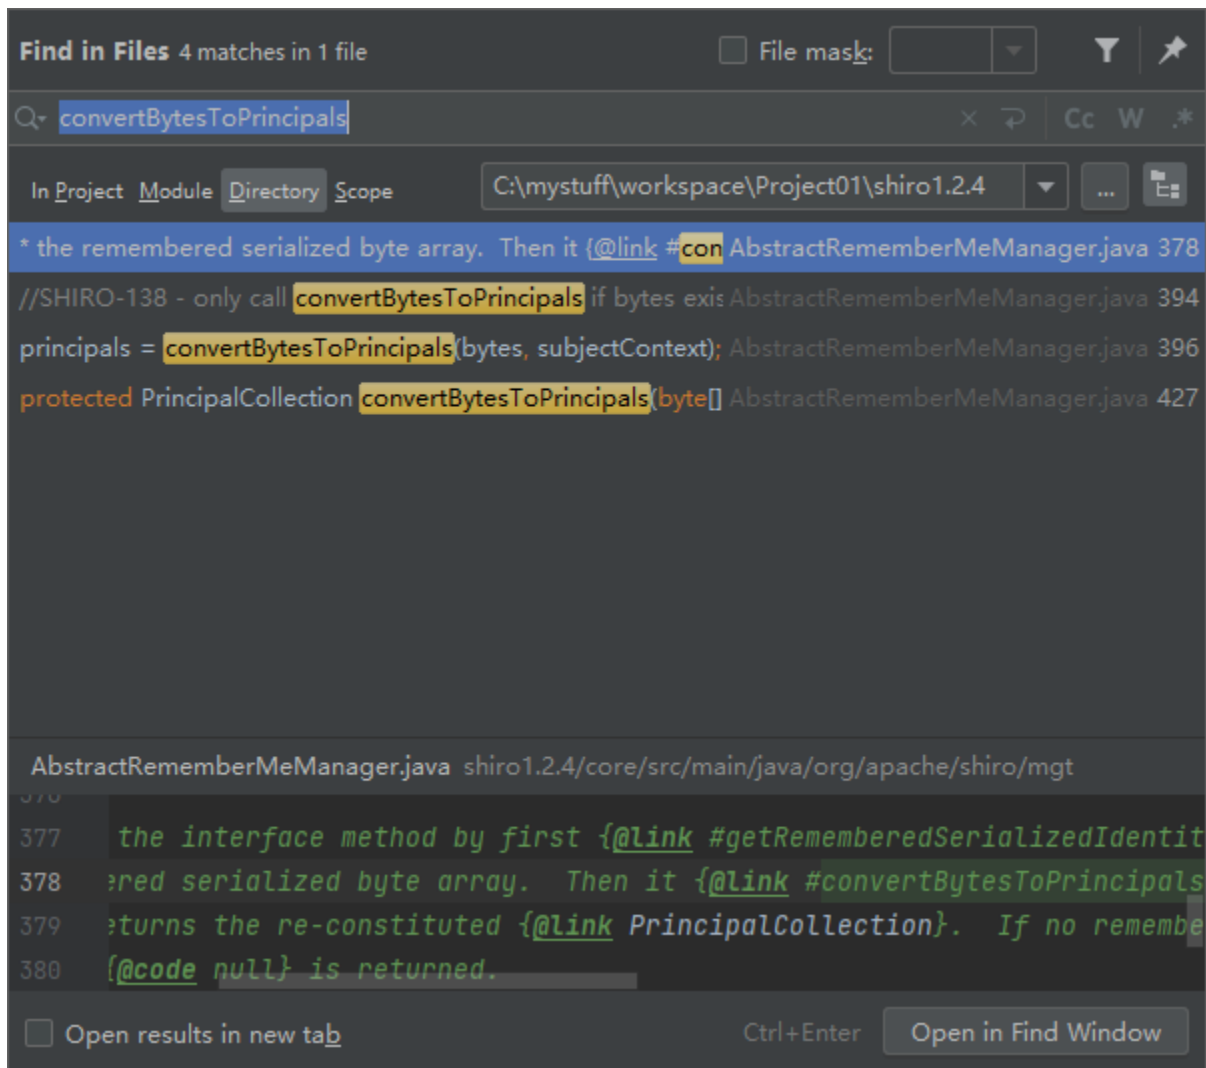 Find in Files 4 matches in 1 file File mask:
convertBytesToPrincipals Cc W .*
In Project Module Directory Scope C:\mystuff\workspace\Project01\shiro1.2.4 ...
* the remembered serialized byte array. Then it {@link #con AbstractRememberMeManager.java 378
//SHIRO-138 - only call convertBytesToPrincipals if bytes exis AbstractRememberMeManager.java 394
principals = convertBytesToPrincipals(bytes, subjectContext); AbstractRememberMeManager.java 396
protected PrincipalCollection convertBytesToPrincipals(byte[] AbstractRememberMeManager.java 427
AbstractRememberMeManager.java shiro1.2.4/core/src/main/java/org/apache/shiro/mgt
376
377 the interface method by first {@link #getRememberedSerializedIdentit
378 ered serialized byte array. Then it {@link #convertBytesToPrincipals
379 eturns the re-constituted {@link PrincipalCollection}. If no remembe
380 {@code null} is returned.
Open results in new tab Ctrl+Enter Open in Find Window